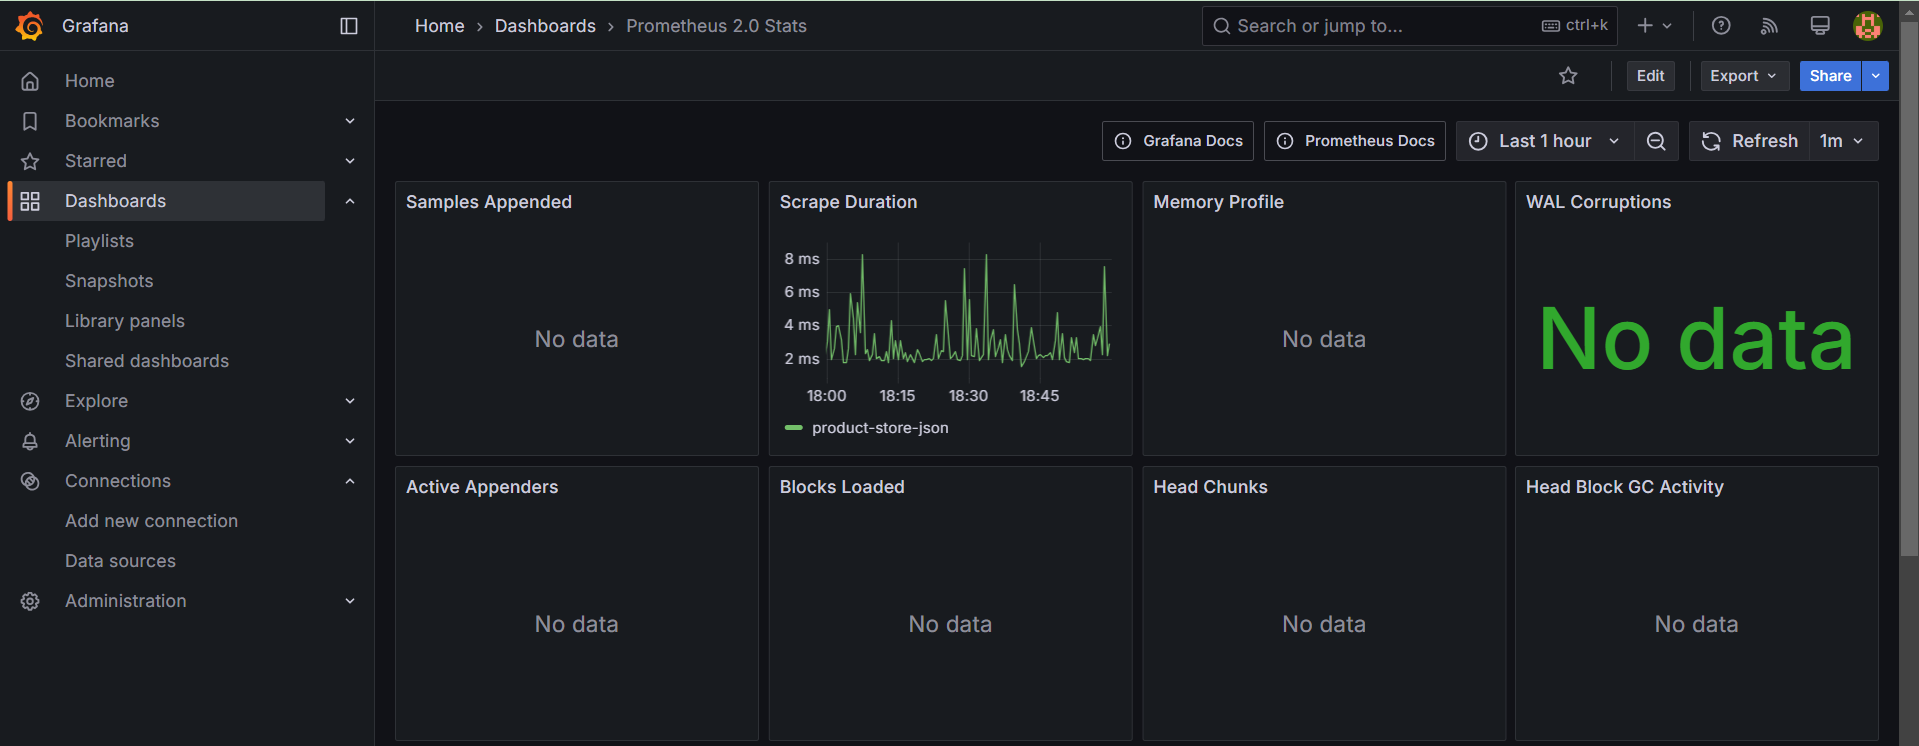 Grafana
Home › Dashboards › Prometheus 2.0 Stats
Search or jump to...
ctrl+k
Edit
Export
Share
Home
Bookmarks
Starred
Dashboards
Playlists
Snapshots
Library panels
Shared dashboards
Explore
Alerting
Connections
Add new connection
Data sources
Administration
Grafana Docs
Prometheus Docs
Last 1 hour
Refresh
1m
Samples Appended
No data
Scrape Duration
8 ms
6 ms
4 ms
2 ms
18:00 18:15 18:30 18:45
product-store-json
Memory Profile
No data
WAL Corruptions
No data
Active Appenders
No data
Blocks Loaded
No data
Head Chunks
No data
Head Block GC Activity
No data